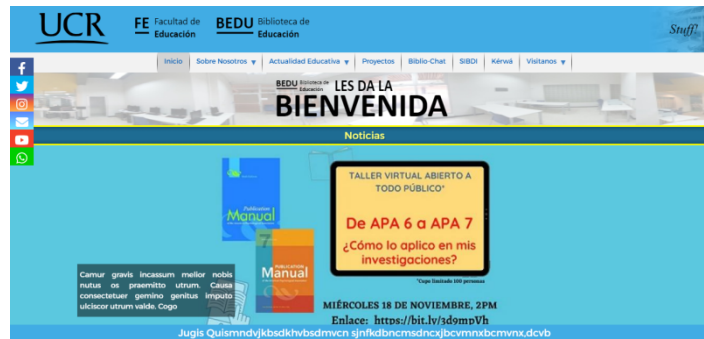 UCR
FE Facultad de Educación
BEDU Biblioteca de Educación
Stuff!
Inicio Sobre Nosotros Actualidad Educativa Proyectos Biblio-Chat SIBDI Kérwá Visítanos
BEDU Biblioteca de Educación LES DA LA
BIENVENIDA
Noticias
TALLER VIRTUAL ABIERTO A
TODO PÚBLICO*
De APA 6 a APA 7
¿Cómo lo aplico en mis
investigaciones?
*Cupo limitado 100 personas
Publication
Manual
7
PUBLICATION
Manual
Camur gravis incassum melior nobis
nutus os praemitto utrum. Causa
consectetuer gemino genitus imputo
ulciscor utrum valde. Cogo
MIÉRCOLES 18 DE NOVIEMBRE, 2PM
Enlace: https://bit.ly/3d9mpVh
Jugis Quismndvjkbsdkhvbsdmvcn sjnfkdbncmsdncxjbcvmnxbcmvnx,dcvb